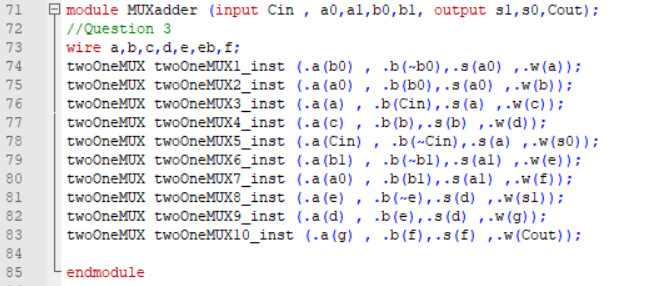 71 module MUXadder (input Cin , a0,a1,b0,b1, output s1,s0,Cout);
72 //Question 3
73 wire a,b,c,d,e,eb,f;
74 twoOneMUX twoOneMUX1_inst (.a(b0) , .b(~b0),.s(a0) ,.w(a));
75 twoOneMUX twoOneMUX2_inst (.a(a0) , .b(b0),.s(a0) ,.w(b));
76 twoOneMUX twoOneMUX3_inst (.a(a) , .b(Cin),.s(a) ,.w(c));
77 twoOneMUX twoOneMUX4_inst (.a(c) , .b(b),.s(b) ,.w(d));
78 twoOneMUX twoOneMUX5_inst (.a(Cin) , .b(~Cin),.s(a) ,.w(s0));
79 twoOneMUX twoOneMUX6_inst (.a(b1) , .b(~b1),.s(a1) ,.w(e));
80 twoOneMUX twoOneMUX7_inst (.a(a0) , .b(b1),.s(a1) ,.w(f));
81 twoOneMUX twoOneMUX8_inst (.a(e) , .b(~e),.s(d) ,.w(s1));
82 twoOneMUX twoOneMUX9_inst (.a(d) , .b(e),.s(d) ,.w(g));
83 twoOneMUX twoOneMUX10_inst (.a(g) , .b(f),.s(f) ,.w(Cout));
84
85 endmodule